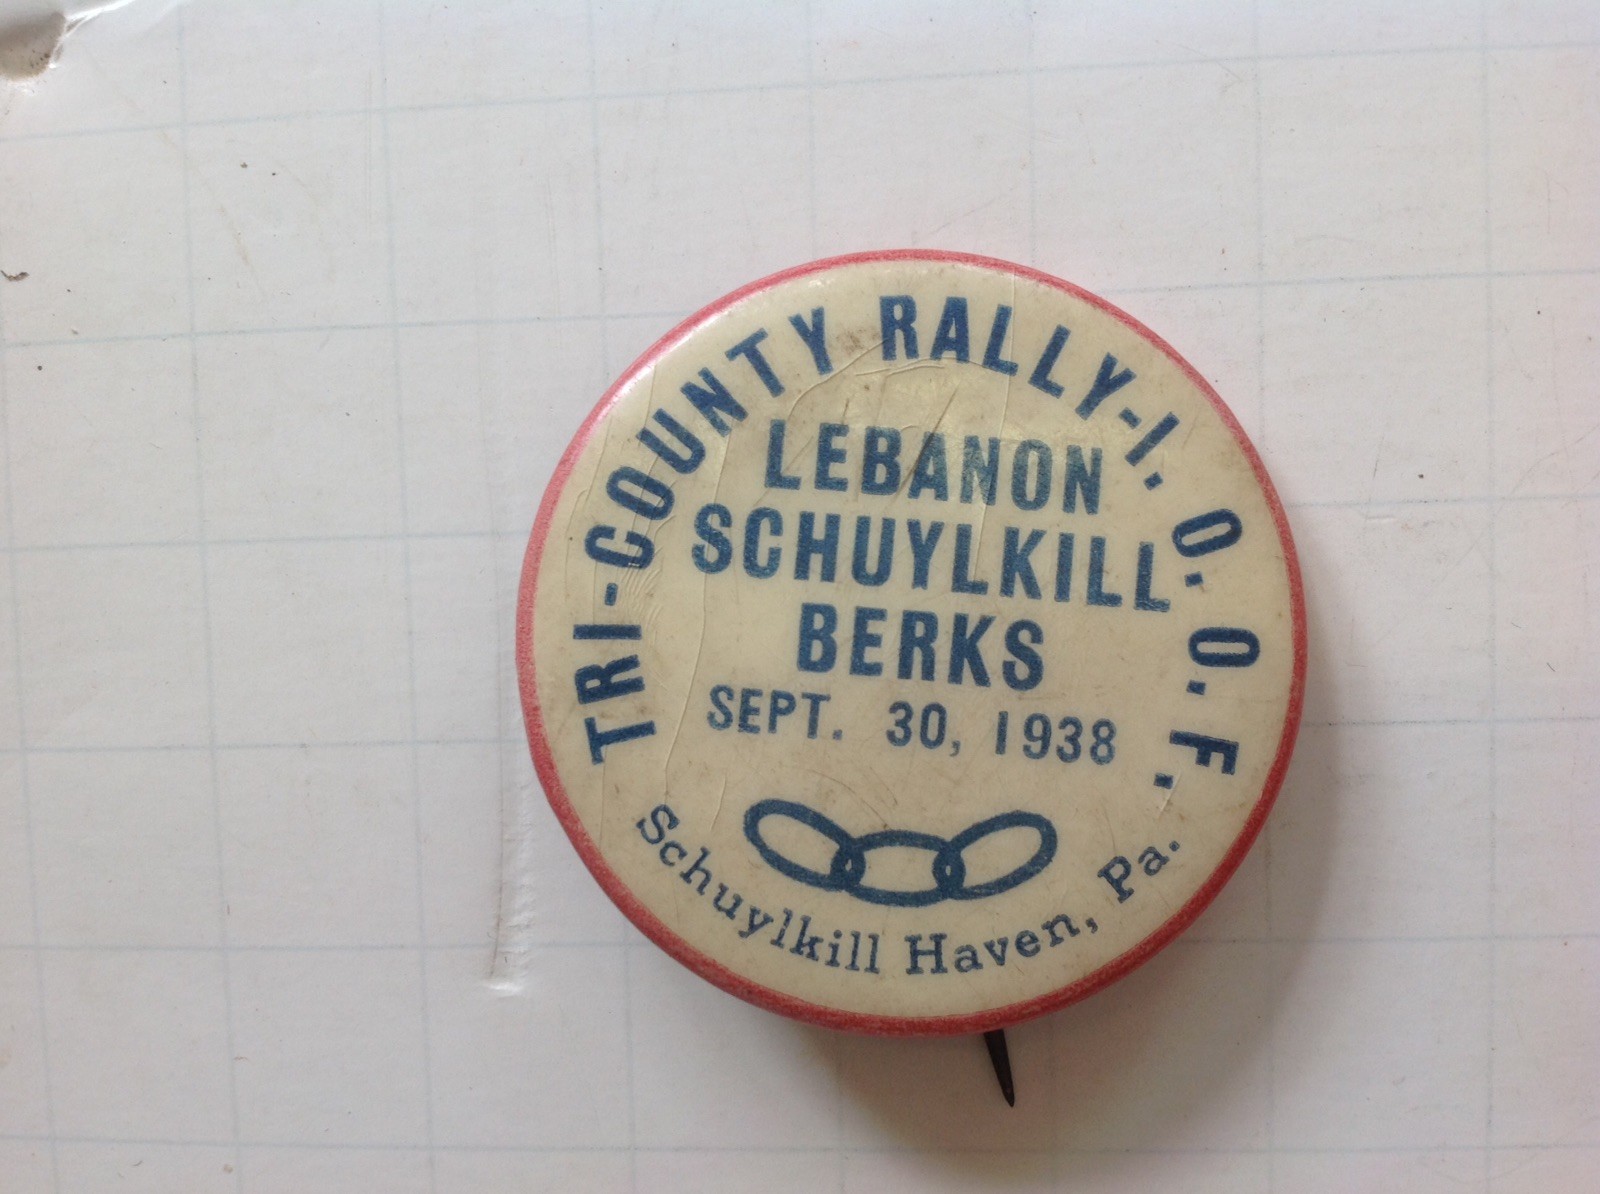 TRI-COUNTY RALLY-I. O. O. F.
LEBANON
SCHUYLKILL
BERKS
SEPT. 30, 1938
Schuylkill Haven, Pa.